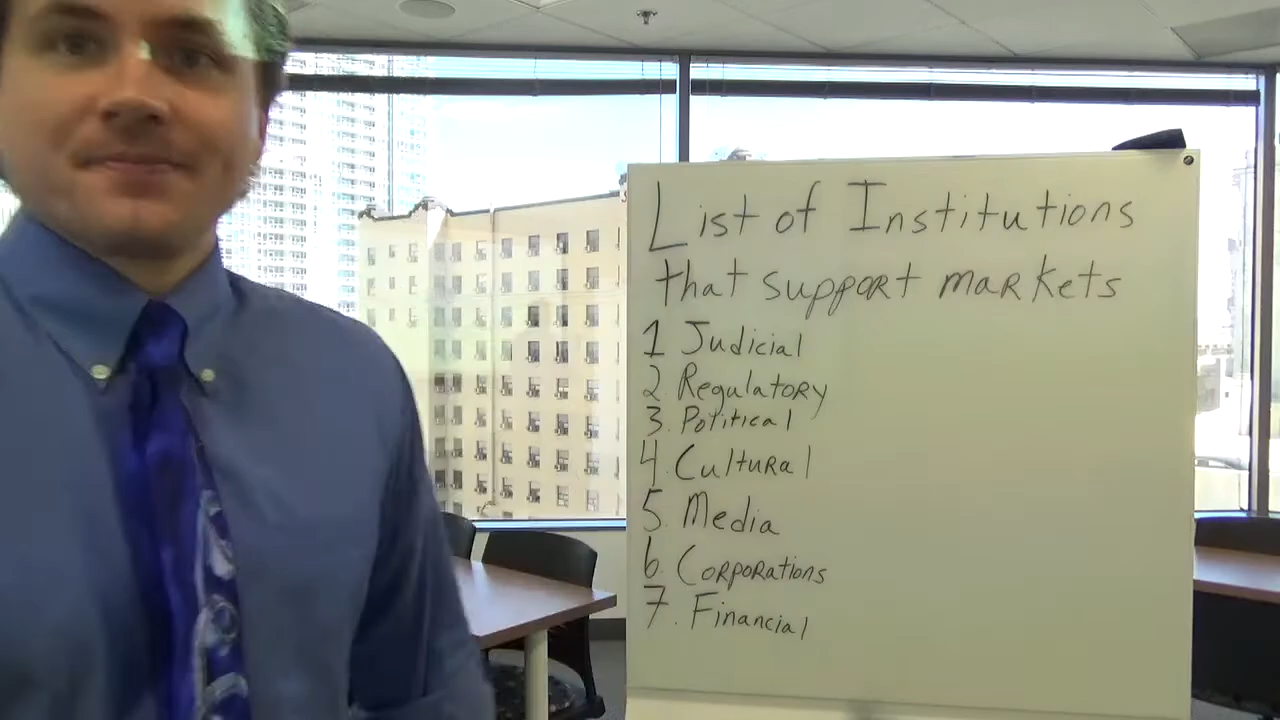 List of Institutions
that support markets
1 Judicial
2 Regulatory
3. Political
4 Cultural
5 Media
6. Corporations
7. Financial